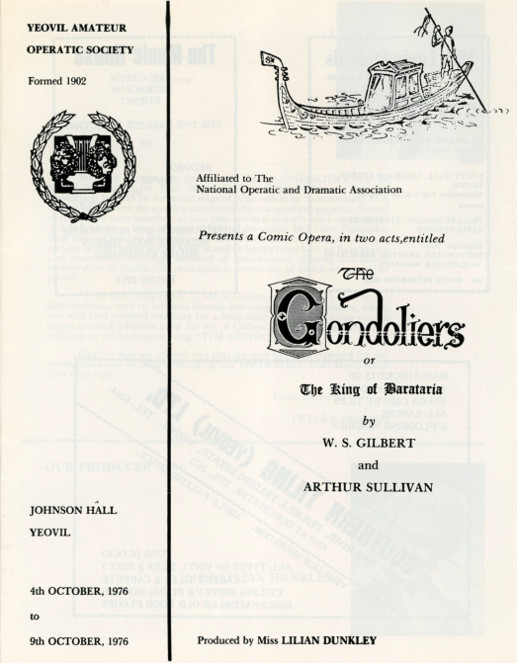 YEOVIL AMATEUR
OPERATIC SOCIETY
Formed 1902
Affiliated to The
National Operatic and Dramatic Association
Presents a Comic Opera, in two acts,entitled
The
Gondoliers
or
The King of Barataria
by
W. S. GILBERT
and
ARTHUR SULLIVAN
JOHNSON HALL
YEOVIL
4th OCTOBER, 1976
to
9th OCTOBER, 1976
Produced by Miss LILIAN DUNKLEY